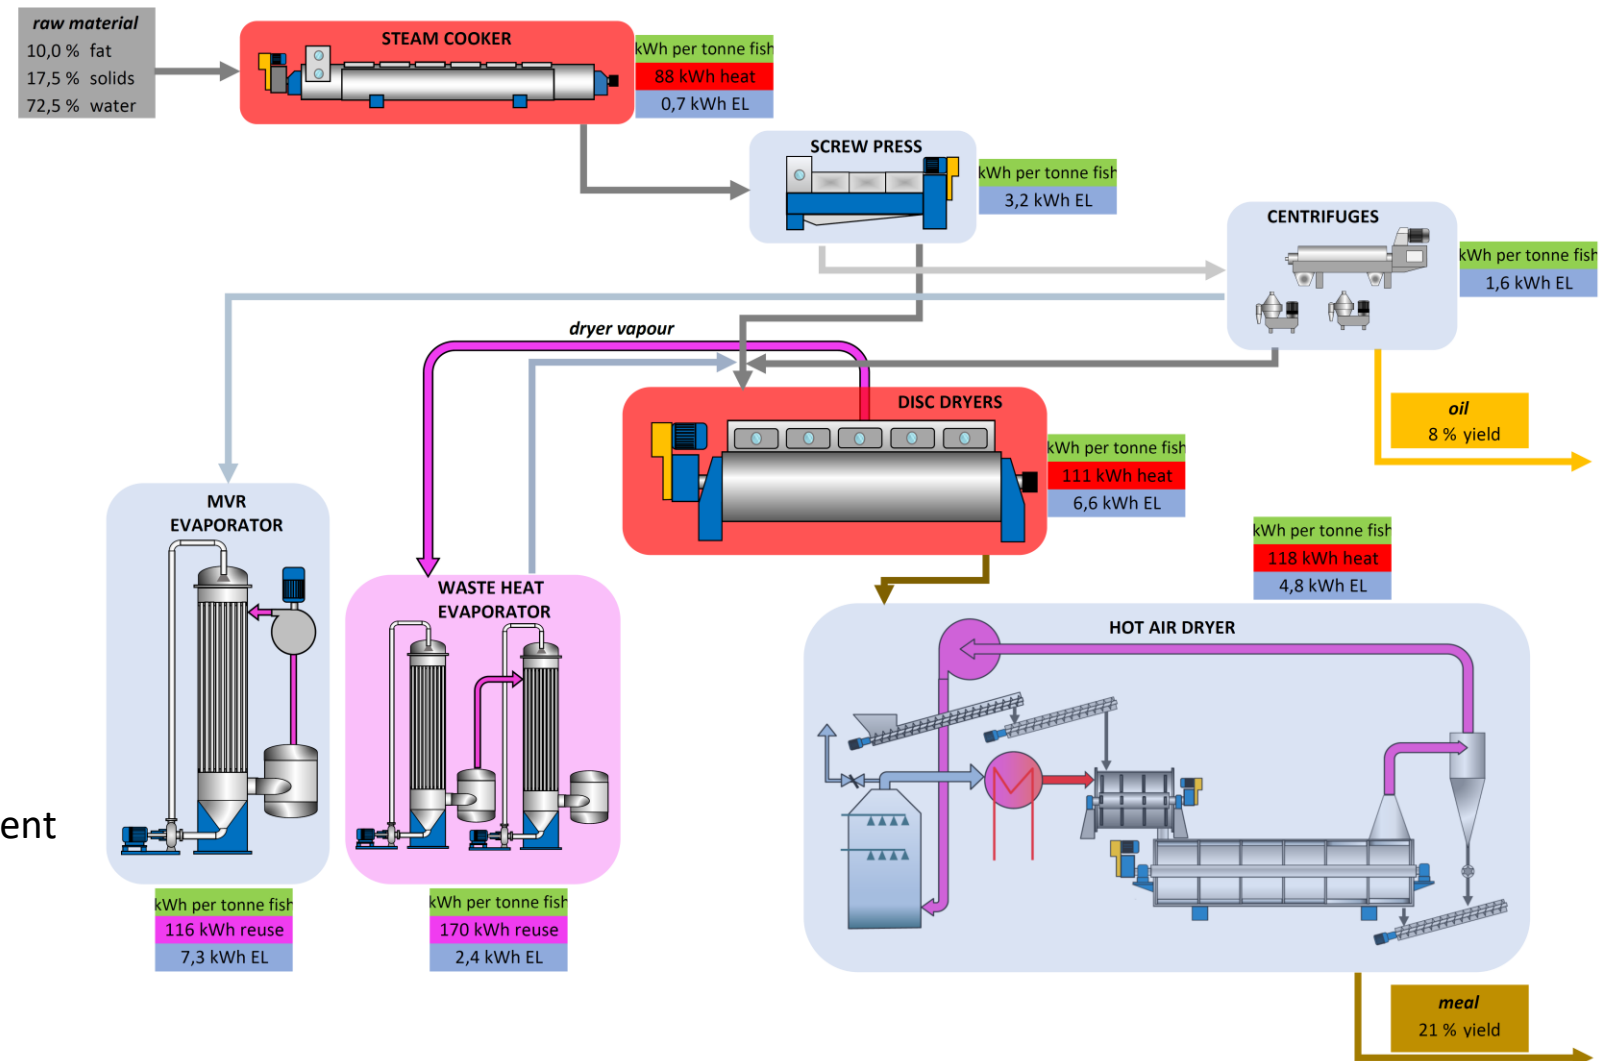 raw material
10,0 % fat
17,5 % solids
72,5 % water
STEAM COOKER
kWh per tonne fish
88 kWh heat
0,7 kWh EL
SCREW PRESS
kWh per tonne fish
3,2 kWh EL
CENTRIFUGES
kWh per tonne fish
1,6 kWh EL
dryer vapour
DISC DRYERS
kWh per tonne fish
111 kWh heat
6,6 kWh EL
oil
8 % yield
MVR
EVAPORATOR
kWh per tonne fish
116 kWh reuse
7,3 kWh EL
WASTE HEAT
EVAPORATOR
kWh per tonne fish
170 kWh reuse
2,4 kWh EL
kWh per tonne fish
118 kWh heat
4,8 kWh EL
HOT AIR DRYER
ent
meal
21 % yield